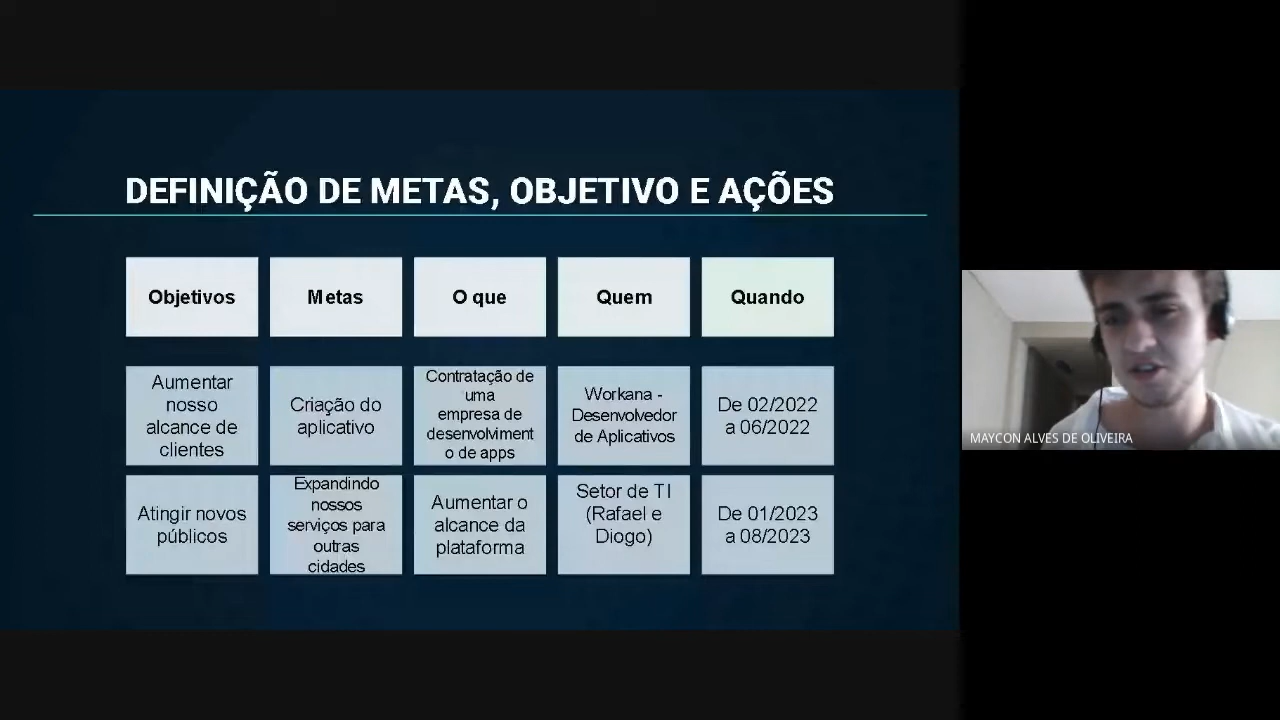 DEFINIÇÃO DE METAS, OBJETIVO E AÇÕES
Objetivos
Metas
O que
Quem
Quando
Aumentar
nosso
alcance de
clientes
Criação do
aplicativo
Contratação de
uma
empresa de
desenvolviment
o de apps
Workana -
Desenvolvedor
de Aplicativos
De 02/2022
a 06/2022
Atingir novos
públicos
Expandindo
nossos
serviços para
outras
cidades
Aumentar o
alcance da
plataforma
Setor de TI
(Rafael e
Diogo)
De 01/2023
a 08/2023
MAYCON ALVES DE OLIVEIRA